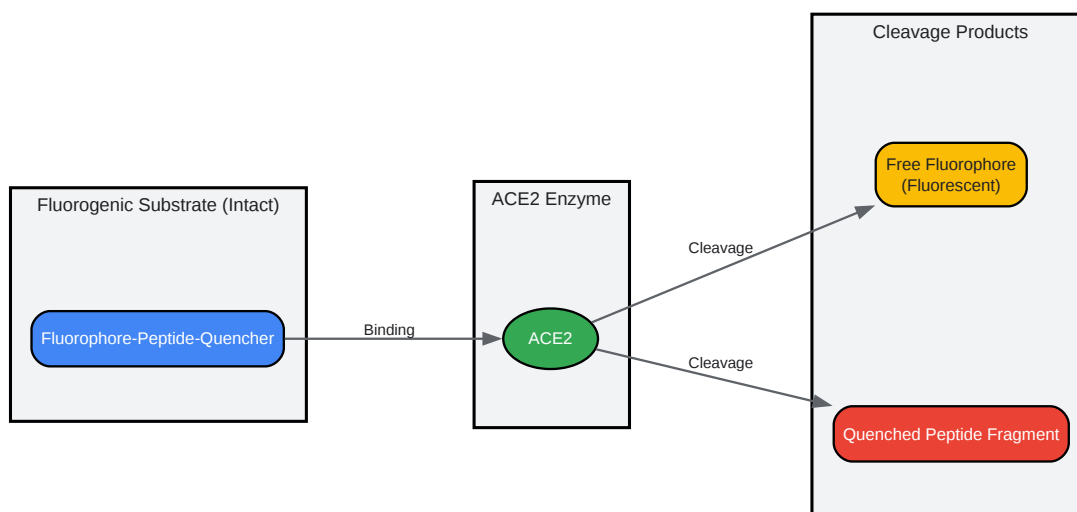 Fluorogenic Substrate (Intact)
Fluorophore-Peptide-Quencher
Binding
ACE2 Enzyme
ACE2
Cleavage
Cleavage
Cleavage Products
Free Fluorophore
(Fluorescent)
Quenched Peptide Fragment